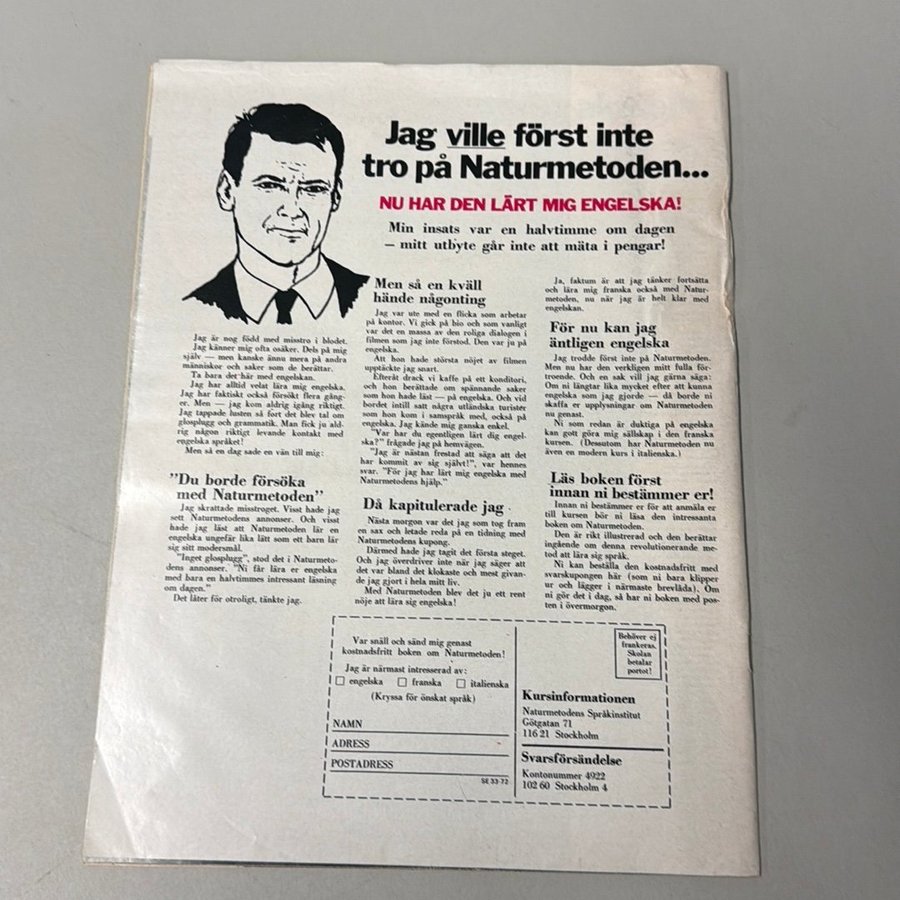 Jag ville först inte
tro på Naturmetoden...
NU HAR DEN LÄRT MIG ENGELSKA!
Min insats var en halvtimme om dagen
– mitt utbyte går inte att mäta i pengar!
Jag är nog född med misstro i blodet.
Jag känner mig ofta osäker. Dels på mig
själv — men kanske ännu mera på andra
människor och saker som de berättar.
Ta bara det här med engelskan.
Jag har alltid velat lära mig engelska.
Jag har faktiskt också försökt flera gång-
er. Men — jag kom aldrig igång riktigt.
Jag tappade lusten så fort det blev tal om
glosplugg och grammatik. Man fick ju ald-
rig någon riktigt levande kontakt med
engelska språket!
Men så en dag sade en vän till mig:
"Du borde försöka
med Naturmetoden"
Jag skrattade misstroget. Visst hade jag
sett Naturmetodens annonser. Och visst
hade jag läst att Naturmetoden lär en
engelska ungefär lika lätt som ett barn lär
sig sitt modersmål.
"Inget glosplugg", stod det i Naturmeto-
dens annonser. "Ni får lära er engelska
med bara en halvtimmes intressant läsning
om dagen."
Det låter för otroligt, tänkte jag.
Men så en kväll
hände någonting
Jag var ute med en flicka som arbetar
på kontor. Vi gick på bio och som vanligt
var det en massa av den roliga dialogen i
filmen som jag inte förstod. Den var ju på
engelska.
Att hon hade största nöjet av filmen
upptäckte jag snart.
Efteråt drack vi kaffe på ett konditori,
och hon berättade om spännande saker
som hon hade läst — på engelska. Och vid
bordet intill satt några utländska turister
som hon kom i samspråk med, också på
engelska. Jag kände mig ganska enkel.
"Var har du egentligen lärt dig engel-
ska?" frågade jag på hemvägen.
"Jag är nästan frestad att säga att det
har kommit av sig självt!", var hennes
svar. "För jag har lärt mig engelska med
Naturmetodens hjälp."
Då kapitulerade jag
Nästa morgon var det jag som tog fram
en sax och letade reda på en tidning med
Naturmetodens kupong.
Därmed hade jag tagit det första steget.
Och jag överdriver inte när jag säger att
det var bland det klokaste och mest givan-
de jag gjort i hela mitt liv.
Med Naturmetoden blev det ju ett rent
nöje att lära sig engelska!
Ja, faktum är att jag tänker fortsätta
och lära mig franska också med Natur-
metoden, nu när jag är helt klar med
engelskan.
För nu kan jag
äntligen engelska
Jag trodde först inte på Naturmetoden.
Men nu har den verkligen mitt fulla för-
troende. Och en sak vill jag gärna säga:
Om ni längtar lika mycket efter att kunna
engelska som jag gjorde — då borde ni
skaffa er upplysningar om Naturmetoden
nu genast.
Ni som redan är duktiga på engelska
kan gott göra mig sällskap i den franska
kursen. (Dessutom har Naturmetoden nu
även en modern kurs i italienska.)
Läs boken först
innan ni bestämmer er!
Innan ni bestämmer er för att anmäla er
till kursen bör ni läsa den intressanta
boken om Naturmetoden.
Den är rikt illustrerad och den berättar
ingående om denna revolutionerande me-
tod att lära sig språk.
Ni kan beställa den kostnadsfritt med
svarskupongen här (som ni bara klipper
ur och lägger i närmaste brevlåda). Om
ni gör det i dag, så har ni boken med pos-
ten i övermorgon.
Var snäll och sänd mig genast
kostnadsfritt boken om Naturmetoden!
Jag är närmast intresserad av:
engelska franska italienska
(Kryssa för önskat språk)
NAMN
ADRESS
POSTADRESS
SE 33-72
Behöver ej
frankeras.
Skolan
betalar
portot!
Kursinformationen
Naturmetodens Språkinstitut
Götgatan 71
116 21 Stockholm
Svarsförsändelse
Kontonummer 4922
102 60 Stockholm 4